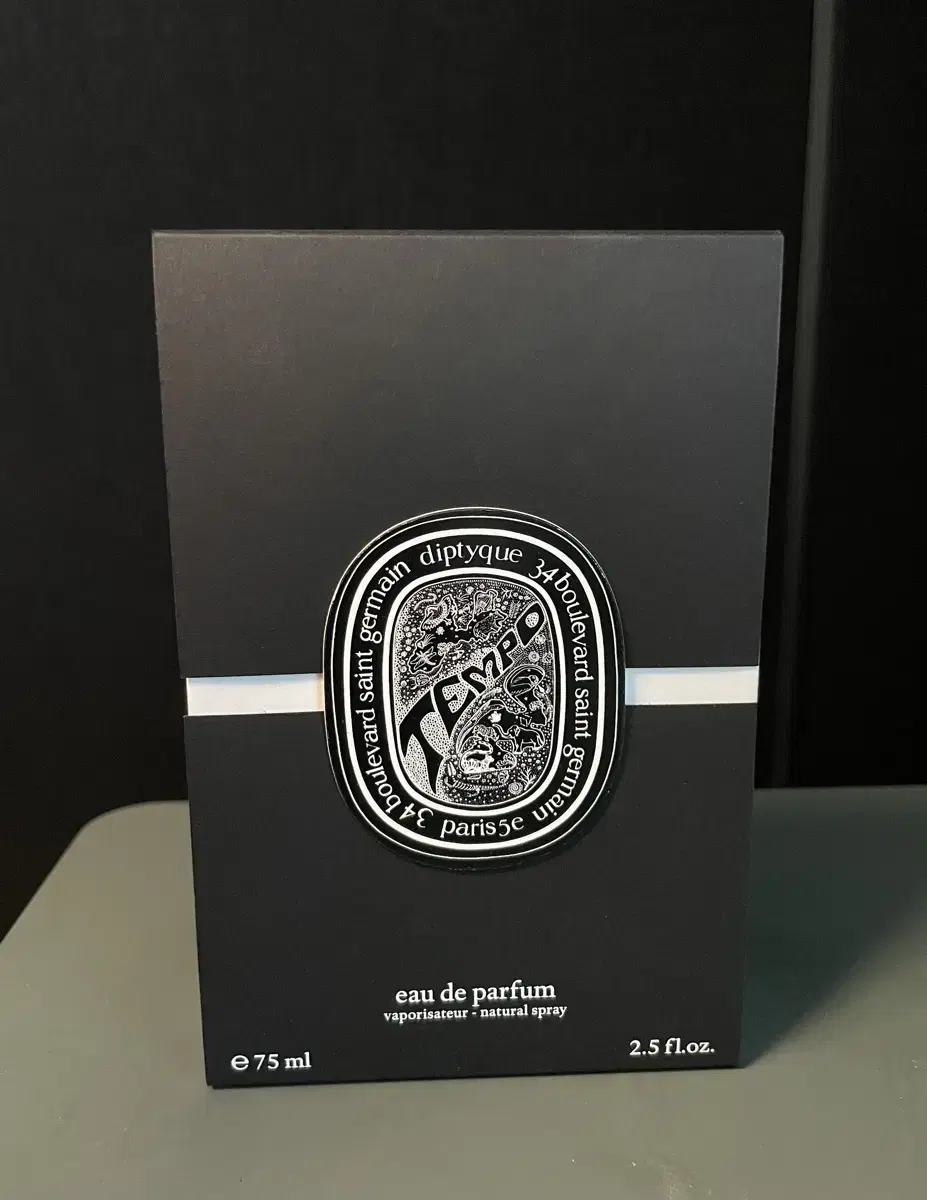 diptyque 34 boulevard saint germain paris5e 34 boulevard saint germain
TEMPO
eau de parfum
vaporisateur - natural spray
℮ 75 ml
2.5 fl.oz.